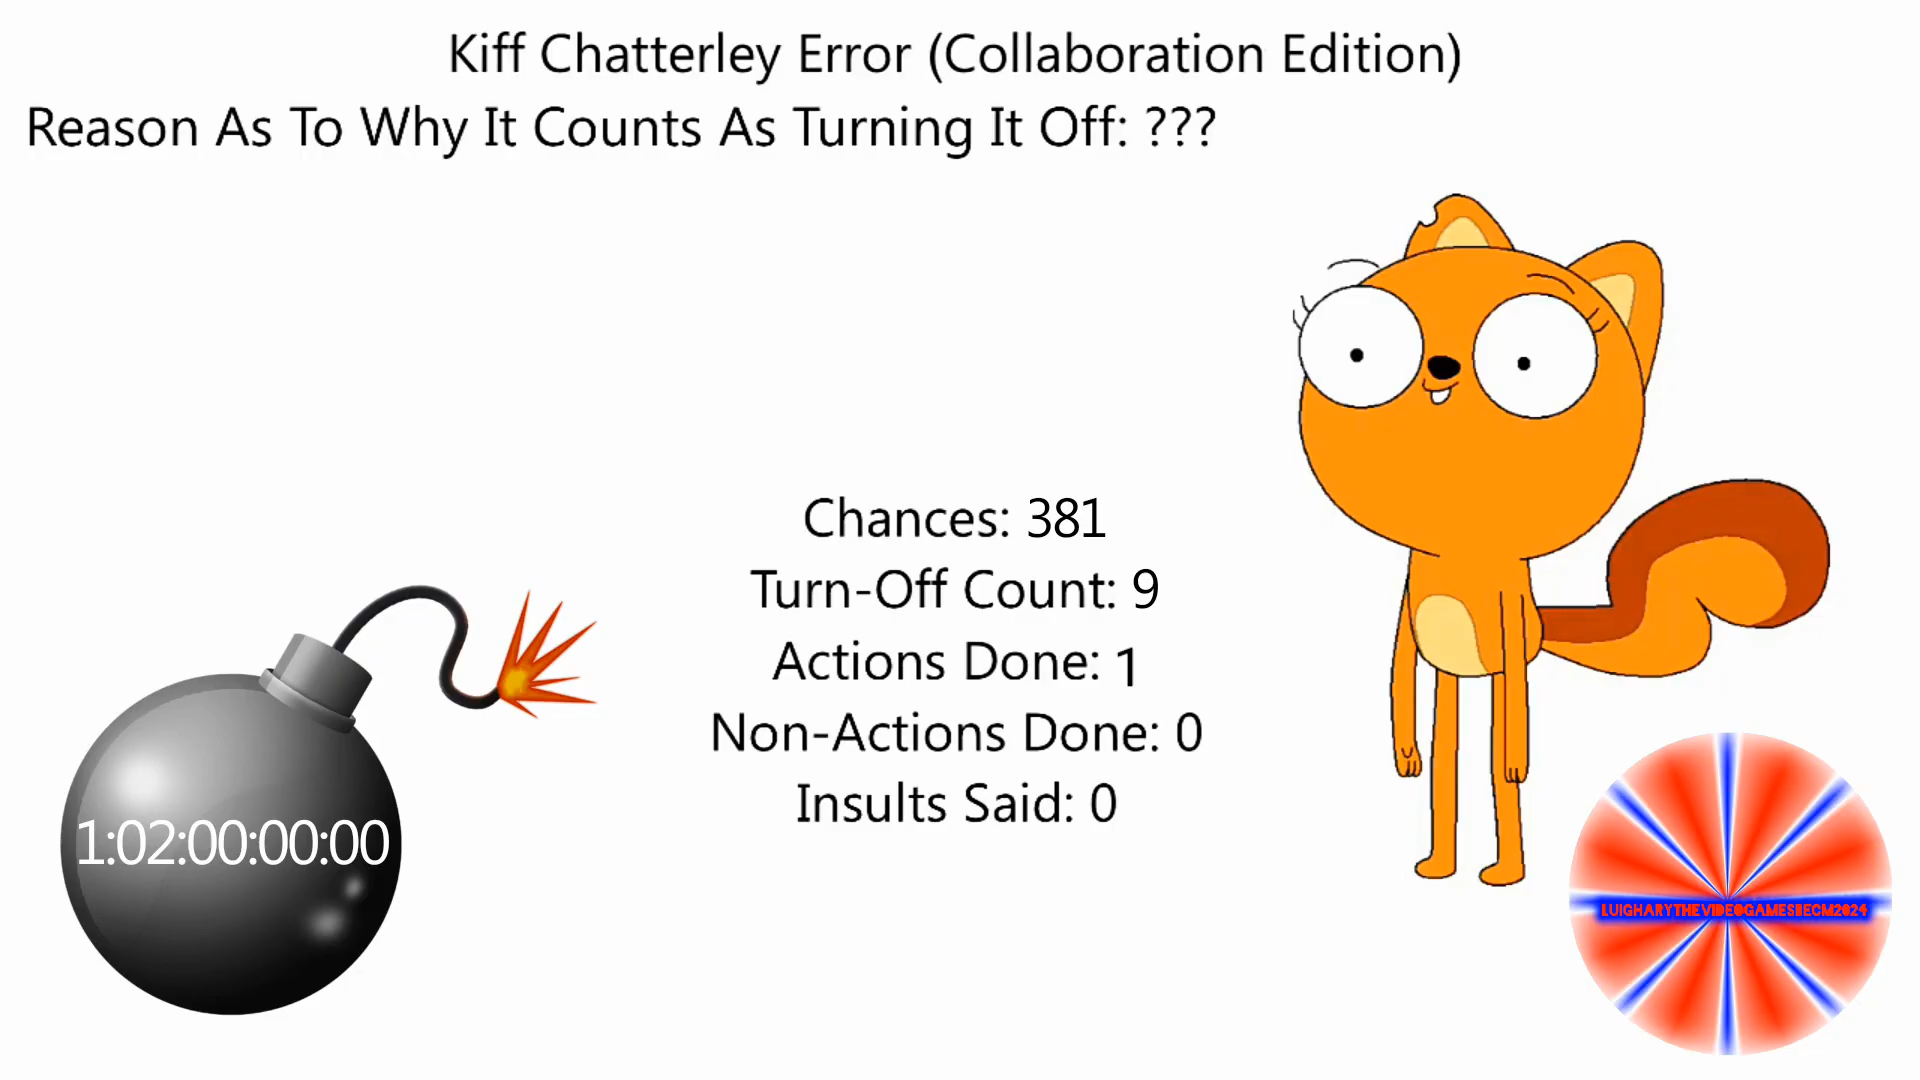 Kiff Chatterley Error (Collaboration Edition)
Reason As To Why It Counts As Turning It Off: ???
Chances: 381
Turn-Off Count: 9
Actions Done: 1
Non-Actions Done: 0
Insults Said: 0
1:02:00:00:00